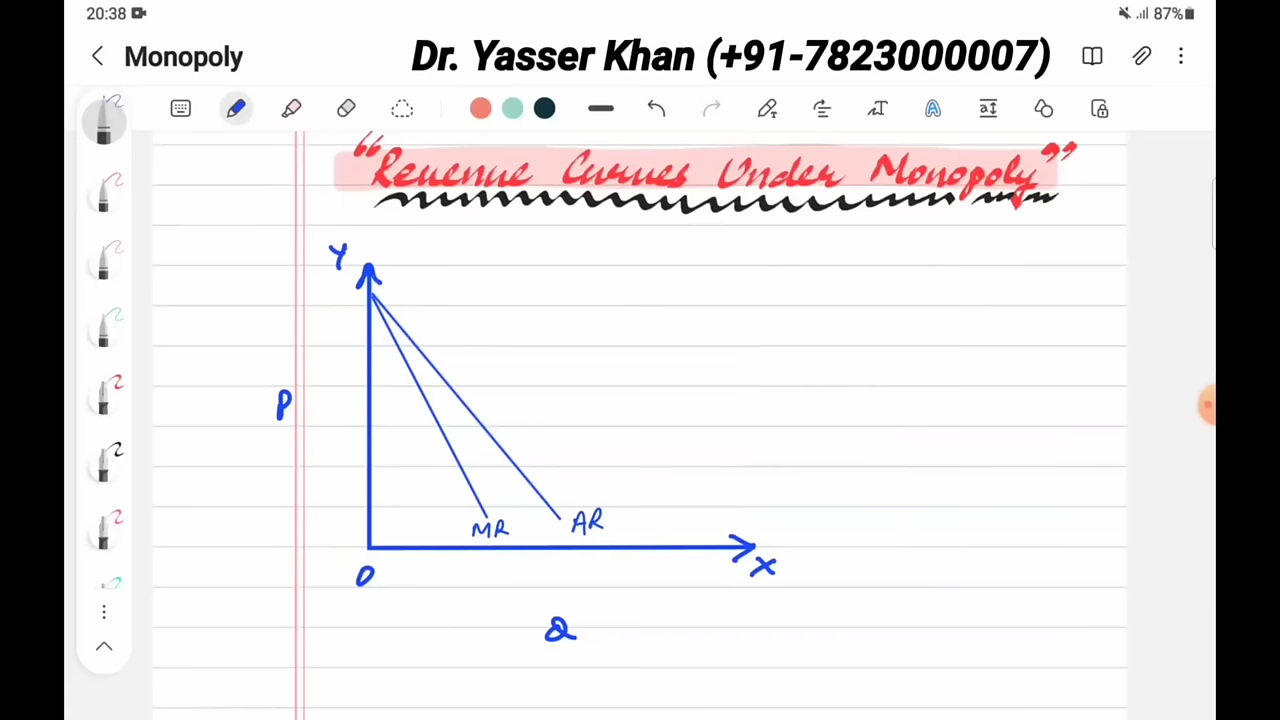 20:38 87%
Monopoly Dr. Yasser Khan (+91-7823000007)
"Revenue Curves Under Monopoly"
Y
P
MR AR
O X
Q